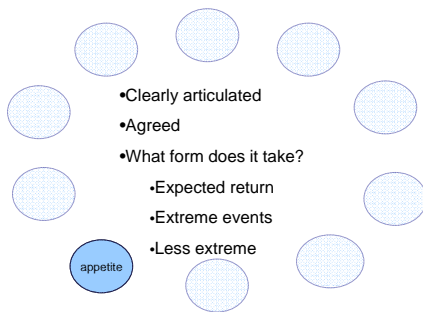 •Clearly articulated
•Agreed
•What form does it take?
•Expected return
•Extreme events
•Less extreme
appetite